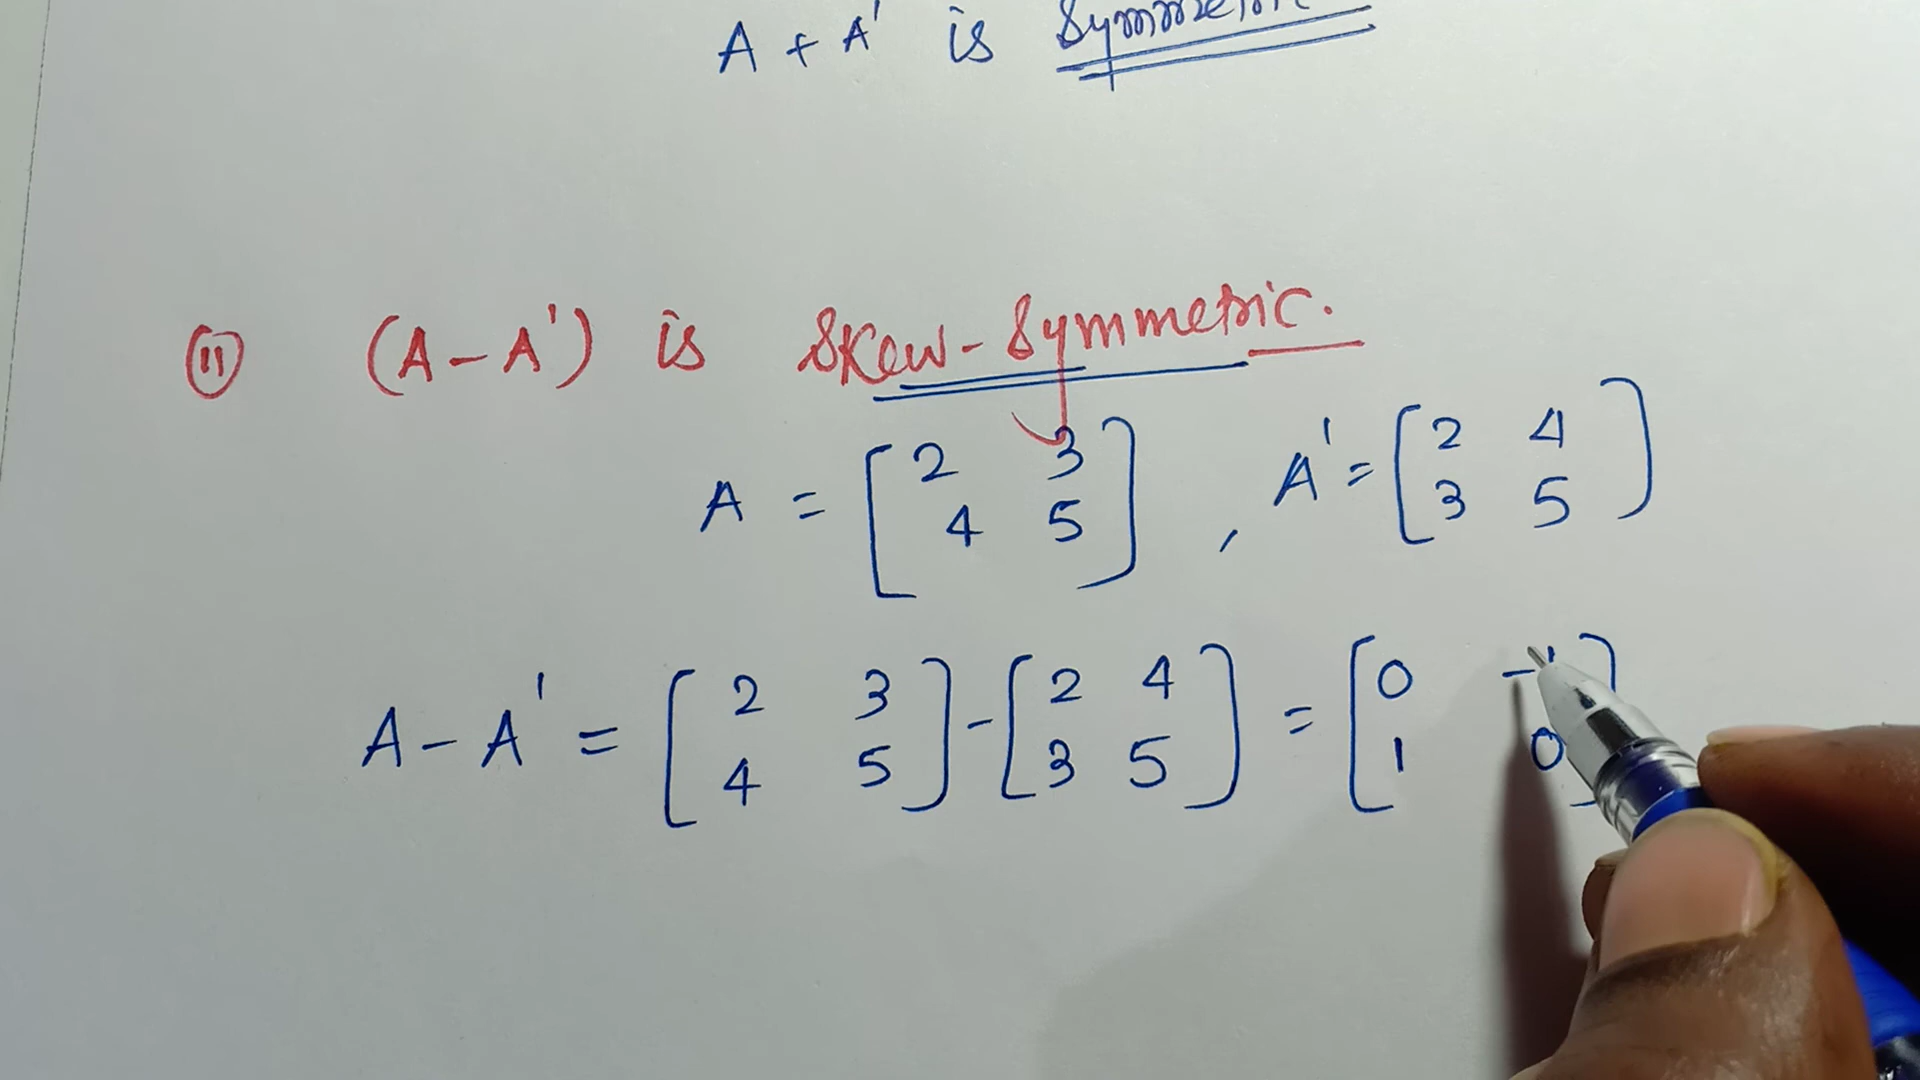 A + A' is Symmetric
(ii) (A - A') is Skew-Symmetric.
A = [2 3 , A' = [2 4
4 5] 3 5]
A - A' = [2 3 - [2 4 = [0 -1
4 5] 3 5] 1 0]